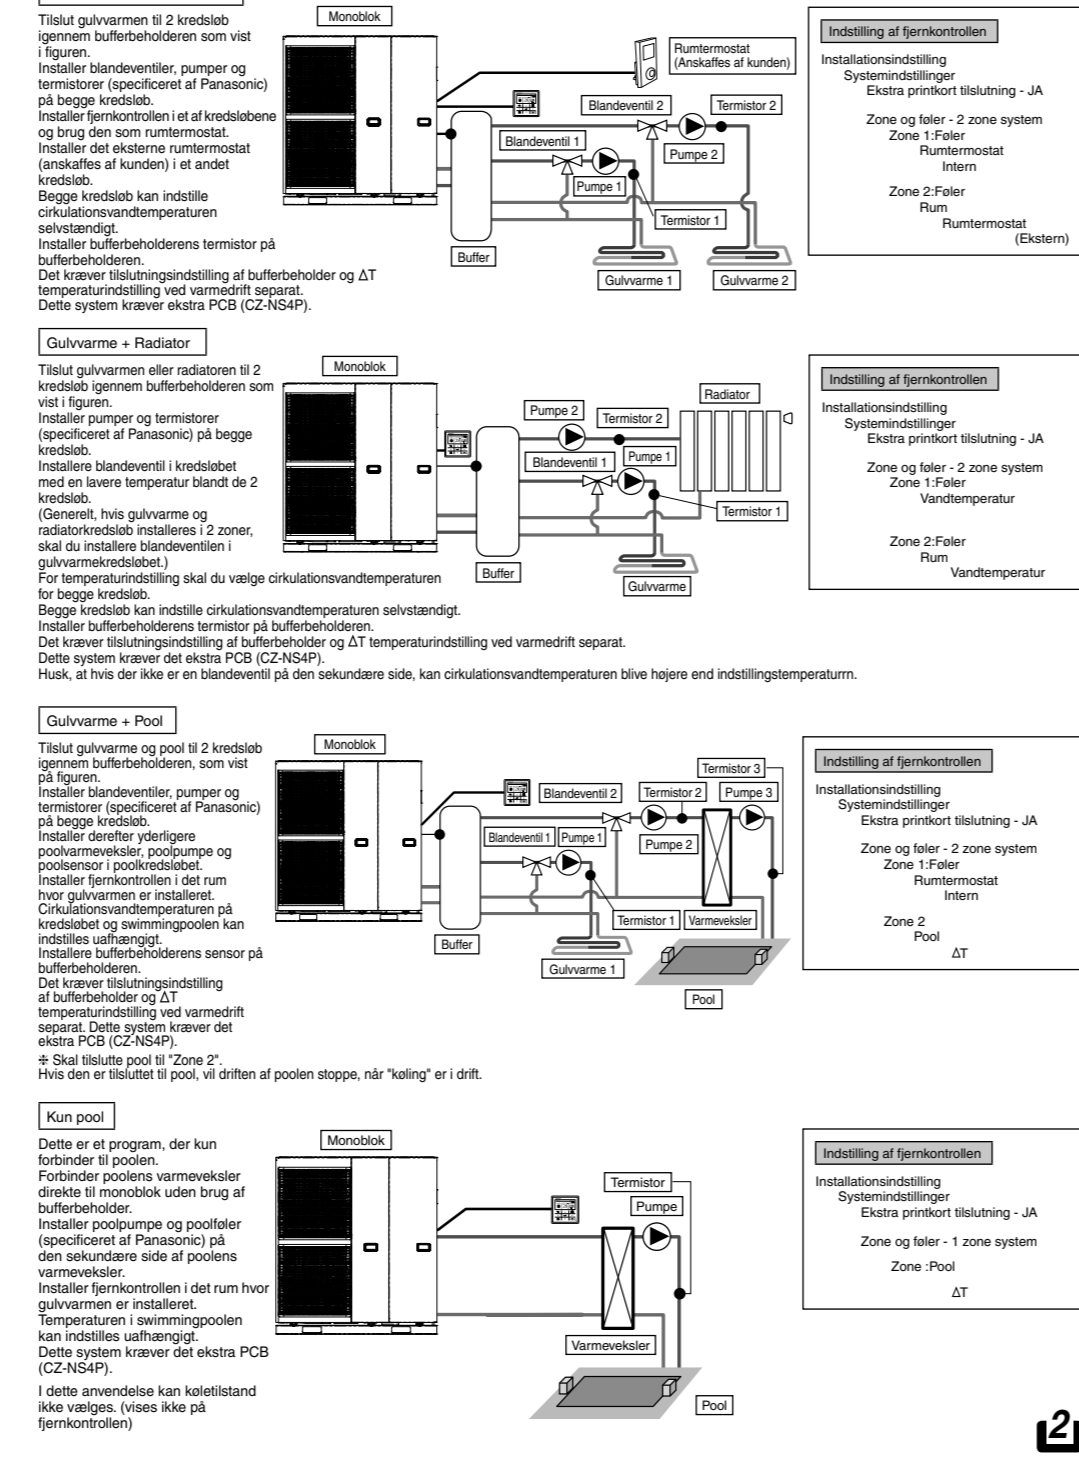 Tilslut gulvvarmen til 2 kredsløb
igennem bufferbeholderen som vist
i figuren.
Installer blandeventiler, pumper og
termistorer (specificeret af Panasonic)
på begge kredsløb.
Installer fjernkontrollen i et af kredsløbene
og brug den som rumtermostat.
Installer det eksterne rumtermostat
(anskaffes af kunden) i et andet
kredsløb.
Begge kredsløb kan indstille
cirkulationsvandtemperaturen
selvstændigt.
Installer bufferbeholderens termistor på
bufferbeholderen.
Det kræver tilslutningsindstilling af bufferbeholder og ΔT
temperaturindstilling ved varmedrift separat.
Dette system kræver ekstra PCB (CZ-NS4P).
Monoblok
Rumtermostat
(Anskaffes af kunden)
Blandeventil 2
Termistor 2
Blandeventil 1
Pumpe 2
Pumpe 1
Termistor 1
Buffer
Gulvvarme 1
Gulvvarme 2
Indstilling af fjernkontrollen
Installationsindstilling
Systemindstillinger
Ekstra printkort tilslutning - JA
Zone og føler - 2 zone system
Zone 1:Føler
Rumtermostat
Intern
Zone 2:Føler
Rum
Rumtermostat
(Ekstern)
Gulvvarme + Radiator
Tilslut gulvvarmen eller radiatoren til 2
kredsløb igennem bufferbeholderen som
vist i figuren.
Installer pumper og termistorer
(specificeret af Panasonic) på begge
kredsløb.
Installere blandeventil i kredsløbet
med en lavere temperatur blandt de 2
kredsløb.
(Generelt, hvis gulvvarme og
radiatorkredsløb installeres i 2 zoner,
skal du installere blandeventilen i
gulvvarmekredsløbet.)
For temperaturindstilling skal du vælge cirkulationsvandtemperaturen
for begge kredsløb.
Begge kredsløb kan indstille cirkulationsvandtemperaturen selvstændigt.
Installer bufferbeholderens termistor på bufferbeholderen.
Det kræver tilslutningsindstilling af bufferbeholder og ΔT temperaturindstilling ved varmedrift separat.
Dette system kræver det ekstra PCB (CZ-NS4P).
Husk, at hvis der ikke er en blandeventil på den sekundære side, kan cirkulationsvandtemperaturen blive højere end indstillingstemperaturrn.
Monoblok
Radiator
Pumpe 2
Termistor 2
Blandeventil 1
Pumpe 1
Termistor 1
Buffer
Gulvvarme
Indstilling af fjernkontrollen
Installationsindstilling
Systemindstillinger
Ekstra printkort tilslutning - JA
Zone og føler - 2 zone system
Zone 1:Føler
Vandtemperatur
Zone 2:Føler
Rum
Vandtemperatur
Gulvvarme + Pool
Tilslut gulvvarme og pool til 2 kredsløb
igennem bufferbeholderen, som vist
på figuren.
Installer blandeventiler, pumper og
termistorer (specificeret af Panasonic)
på begge kredsløb.
Installer derefter yderligere
poolvarmeveksler, poolpumpe og
poolsensor i poolkredsløbet.
Installer fjernkontrollen i det rum
hvor gulvvarmen er installeret.
Cirkulationsvandtemperaturen på
kredsløbet og swimmingpoolen kan
indstilles uafhængigt.
Installere bufferbeholderens sensor på
bufferbeholderen.
Det kræver tilslutningsindstilling
af bufferbeholder og ΔT
temperaturindstilling ved varmedrift
separat. Dette system kræver det
ekstra PCB (CZ-NS4P).
⁜ Skal tilslutte pool til "Zone 2".
Hvis den er tilsluttet til pool, vil driften af poolen stoppe, når "køling" er i drift.
Monoblok
Termistor 3
Blandeventil 2
Termistor 2
Pumpe 3
Blandeventil 1
Pumpe 1
Pumpe 2
Termistor 1
Varmeveksler
Buffer
Gulvvarme 1
Pool
Indstilling af fjernkontrollen
Installationsindstilling
Systemindstillinger
Ekstra printkort tilslutning - JA
Zone og føler - 2 zone system
Zone 1:Føler
Rumtermostat
Intern
Zone 2
Pool
ΔT
Kun pool
Dette er et program, der kun
forbinder til poolen.
Forbinder poolens varmeveksler
direkte til monoblok uden brug af
bufferbeholder.
Installer poolpumpe og poolføler
(specificeret af Panasonic) på
den sekundære side af poolens
varmeveksler.
Installer fjernkontrollen i det rum hvor
gulvvarmen er installeret.
Temperaturen i swimmingpoolen
kan indstilles uafhængigt.
Dette system kræver det ekstra PCB
(CZ-NS4P).
I dette anvendelse kan køletilstand
ikke vælges. (vises ikke på
fjernkontrollen)
Monoblok
Termistor
Pumpe
Varmeveksler
Pool
Indstilling af fjernkontrollen
Installationsindstilling
Systemindstillinger
Ekstra printkort tilslutning - JA
Zone og føler - 1 zone system
Zone :Pool
ΔT
2